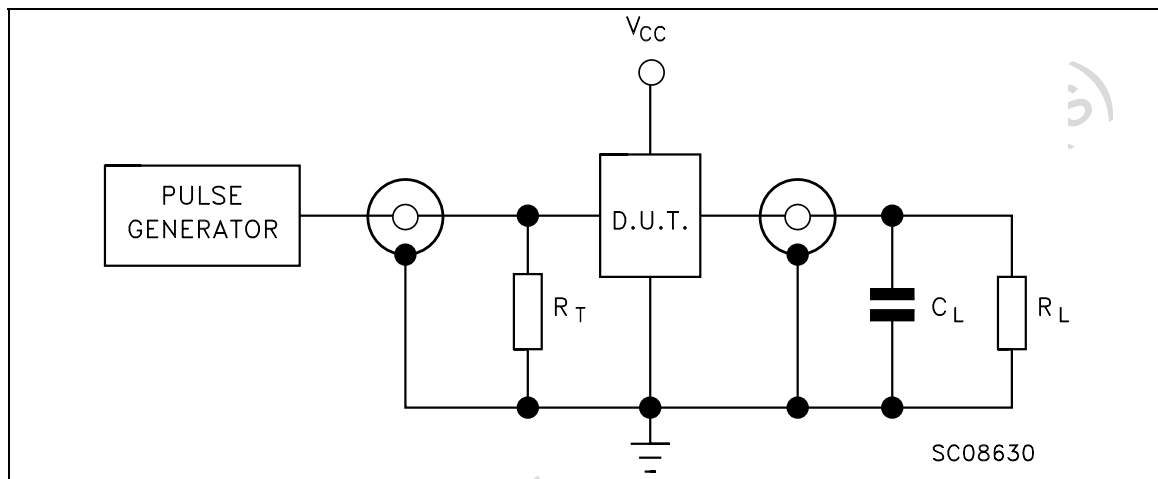 VCC
PULSE
GENERATOR
D.U.T.
RT
CL
RL
SC08630